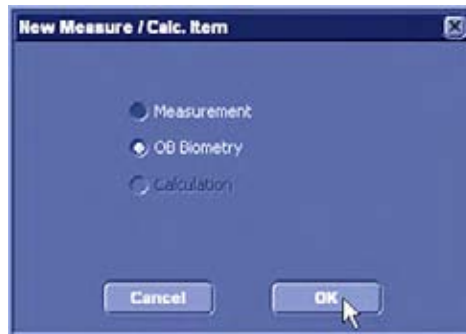 New Measure / Calc. Item
Measurement
OB Biometry
Calculation
Cancel OK